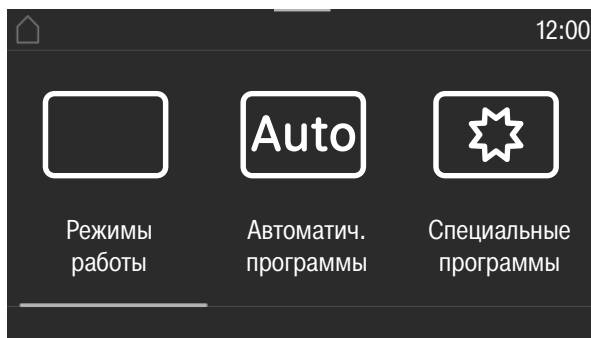 12:00
Auto
Режимы
работы
Автоматич.
программы
Специальные
программы